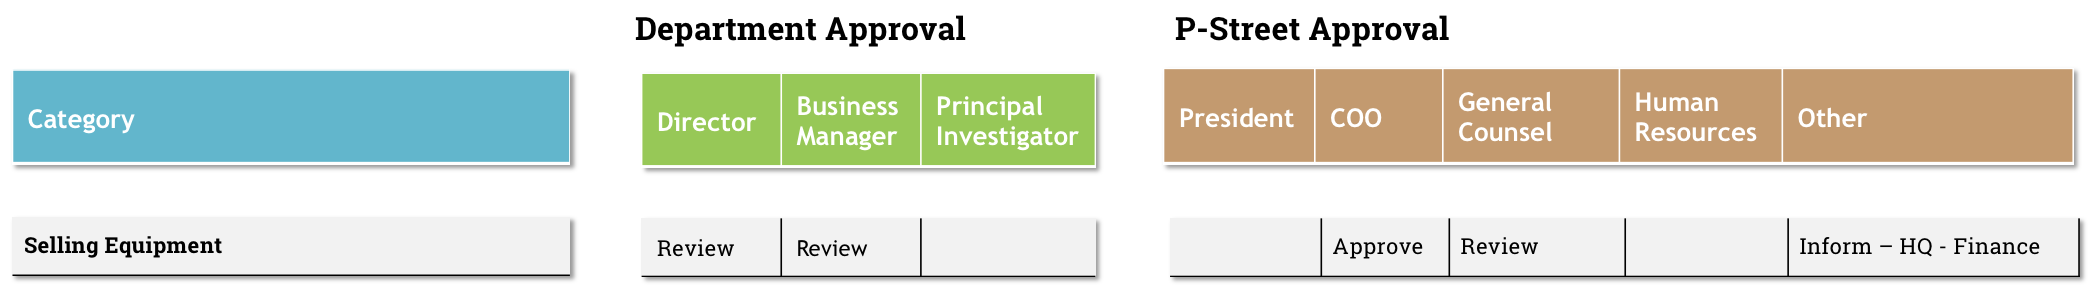 Department Approval
P-Street Approval
Category
Director
Business
Manager
Principal
Investigator
President
COO
General
Counsel
Human
Resources
Other
Selling Equipment
Review
Review
Approve
Review
Inform – HQ - Finance